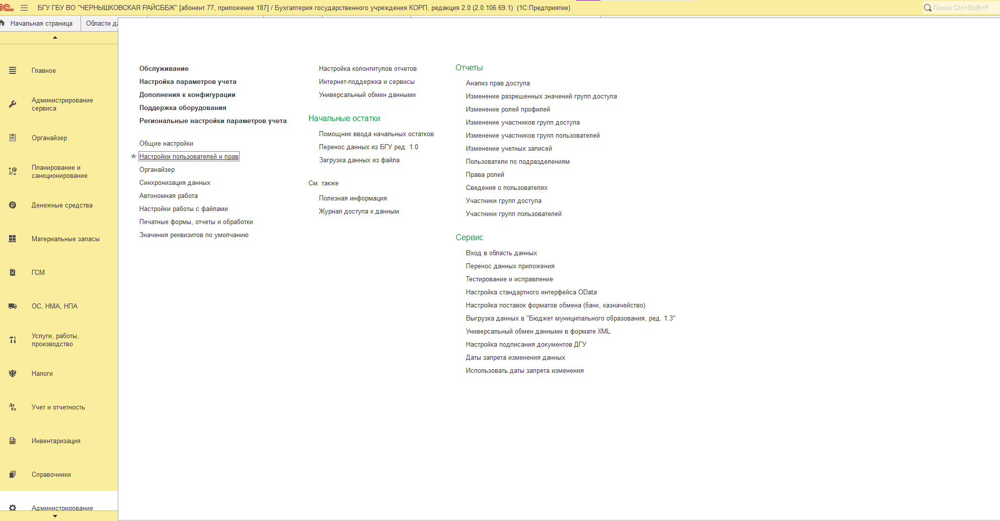 1С БГУ ГБУ ВО "ЧЕРНЫШКОВСКАЯ РАЙСББЖ" [абонент 77, приложение 187] / Бухгалтерия государственного учреждения КОРП, редакция 2.0 (2.0.106.69.1) (1С:Предприятие)
Поиск Ctrl+Shift+F
Начальная страница
Области
Главное
Администрирование
сервиса
Органайзер
Планирование и
санкционирование
Денежные средства
Материальные запасы
ГСМ
ОС, НМА, НПА
Услуги, работы,
производство
Налоги
Дт
Кт
Учет и отчетность
Инвентаризация
Справочники
Администрирование
Обслуживание
Настройка параметров учета
Дополнения к конфигурации
Поддержка оборудования
Региональные настройки параметров учета
Общие настройки
Настройки пользователей и прав
Органайзер
Синхронизация данных
Автономная работа
Настройки работы с файлами
Печатные формы, отчеты и обработки
Значения реквизитов по умолчанию
Настройка колонтитулов отчетов
Интернет-поддержка и сервисы
Универсальный обмен данными
Начальные остатки
Помощник ввода начальных остатков
Перенос данных из БГУ ред. 1.0
Загрузка данных из файла
См. также
Полезная информация
Журнал доступа к данным
Отчеты
Анализ прав доступа
Изменение разрешенных значений групп доступа
Изменение ролей профилей
Изменение участников групп доступа
Изменение участников групп пользователей
Изменение учетных записей
Пользователи по подразделениям
Права ролей
Сведения о пользователях
Участники групп доступа
Участники групп пользователей
Сервис
Вход в область данных
Перенос данных приложения
Тестирование и исправление
Настройка стандартного интерфейса OData
Настройка поставок форматов обмена (банк, казначейство)
Выгрузка данных в "Бюджет муниципального образования, ред. 1.3"
Универсальный обмен данными в формате XML
Настройка подписания документов ДГУ
Даты запрета изменения данных
Использовать даты запрета изменения